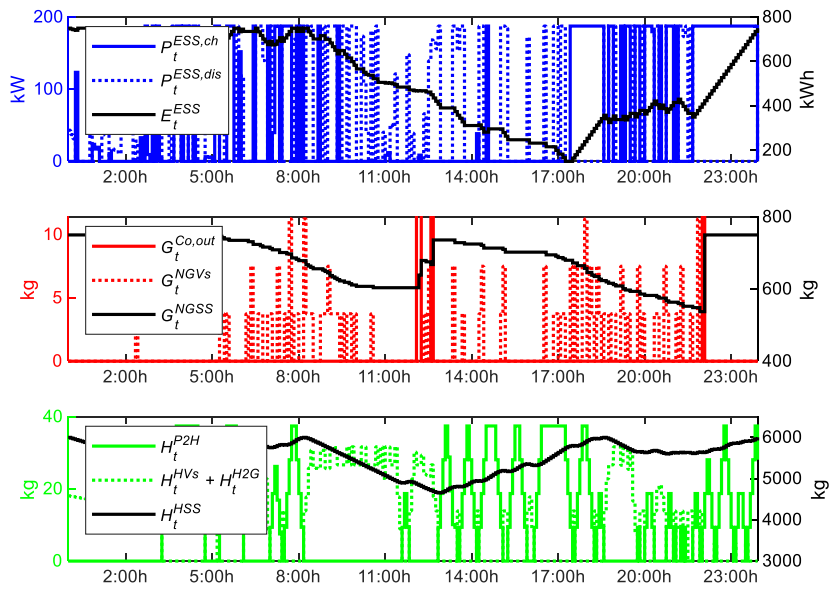 200
800
P_t^{ESS,ch}
P_t^{ESS,dis}
E_t^{ESS}
600
kW
100
kWh
400
200
0
2:00h 5:00h 8:00h 11:00h 14:00h 17:00h 20:00h 23:00h
10
800
G_t^{Co,out}
G_t^{NGVs}
G_t^{NGSS}
kg
5
600
kg
0
400
2:00h 5:00h 8:00h 11:00h 14:00h 17:00h 20:00h 23:00h
40
H_t^{P2H}
H_t^{HVs} + H_t^{H2G}
H_t^{HSS}
6000
5000
kg
20
kg
4000
0
3000
2:00h 5:00h 8:00h 11:00h 14:00h 17:00h 20:00h 23:00h